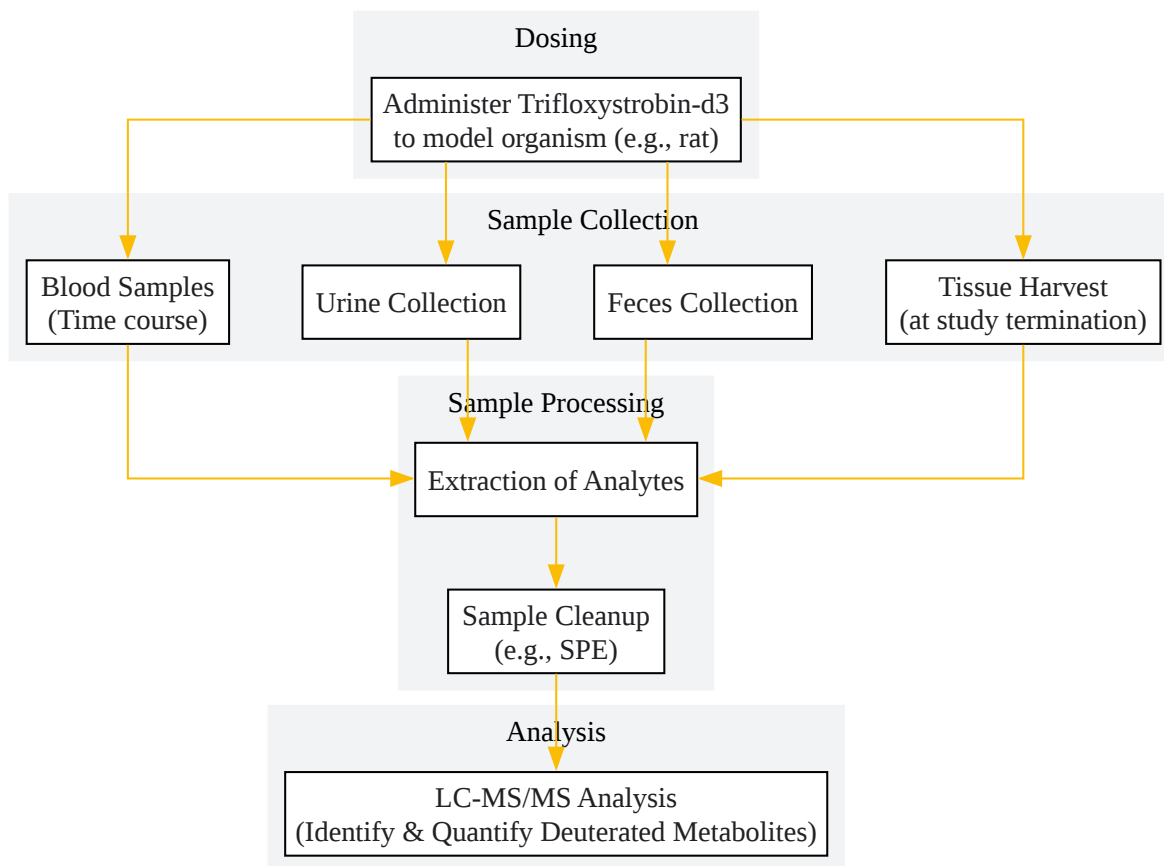 Dosing
Administer Trifloxystrobin-d3
to model organism (e.g., rat)
Sample Collection
Blood Samples
(Time course)
Urine Collection
Feces Collection
Tissue Harvest
(at study termination)
Sample Processing
Extraction of Analytes
Sample Cleanup
(e.g., SPE)
Analysis
LC-MS/MS Analysis
(Identify & Quantify Deuterated Metabolites)